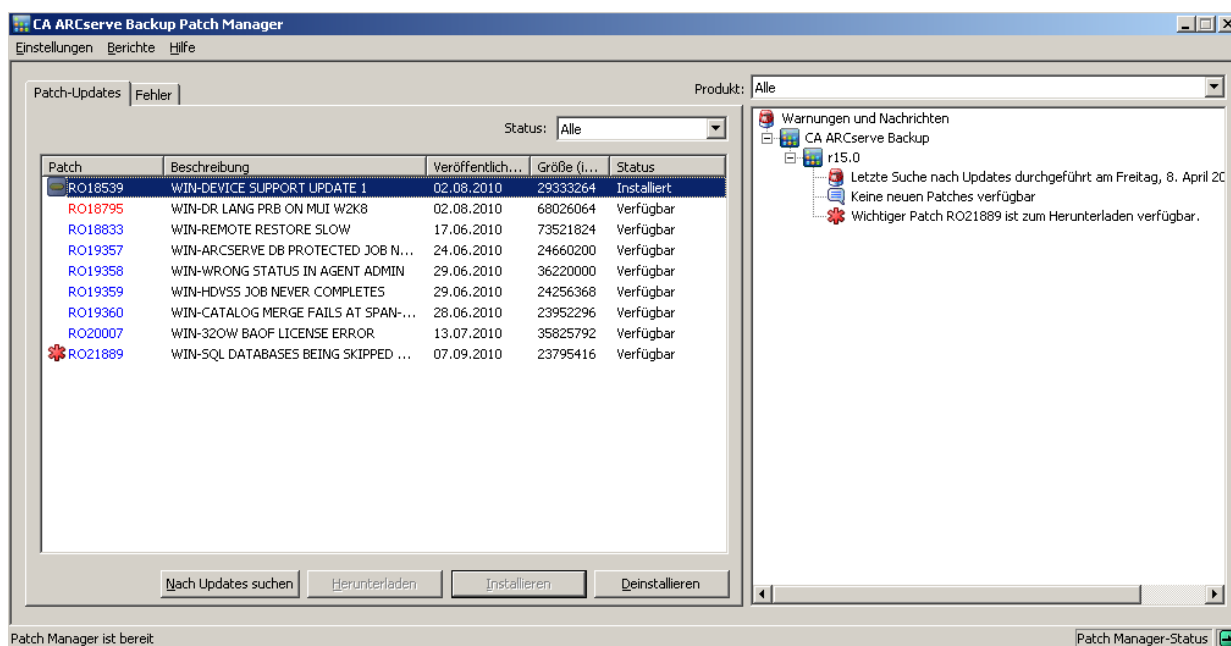 CA ARCserve Backup Patch Manager
Einstellungen Berichte Hilfe
Patch-Updates Fehler
Produkt: Alle
Status: Alle
Patch Beschreibung Veröffentlich... Größe (i... Status
RO18539 WIN-DEVICE SUPPORT UPDATE 1 02.08.2010 29333264 Installiert
RO18795 WIN-DR LANG PRB ON MUI W2K8 02.08.2010 68026064 Verfügbar
RO18833 WIN-REMOTE RESTORE SLOW 17.06.2010 73521824 Verfügbar
RO19357 WIN-ARCSERVE DB PROTECTED JOB N... 24.06.2010 24660200 Verfügbar
RO19358 WIN-WRONG STATUS IN AGENT ADMIN 29.06.2010 36220000 Verfügbar
RO19359 WIN-HDVSS JOB NEVER COMPLETES 29.06.2010 24256368 Verfügbar
RO19360 WIN-CATALOG MERGE FAILS AT SPAN-... 28.06.2010 23952296 Verfügbar
RO20007 WIN-32OW BAOF LICENSE ERROR 13.07.2010 35825792 Verfügbar
RO21889 WIN-SQL DATABASES BEING SKIPPED ... 07.09.2010 23795416 Verfügbar
Nach Updates suchen Herunterladen Installieren Deinstallieren
Warnungen und Nachrichten
CA ARCserve Backup
r15.0
Letzte Suche nach Updates durchgeführt am Freitag, 8. April 20
Keine neuen Patches verfügbar
Wichtiger Patch RO21889 ist zum Herunterladen verfügbar.
Patch Manager ist bereit
Patch Manager-Status